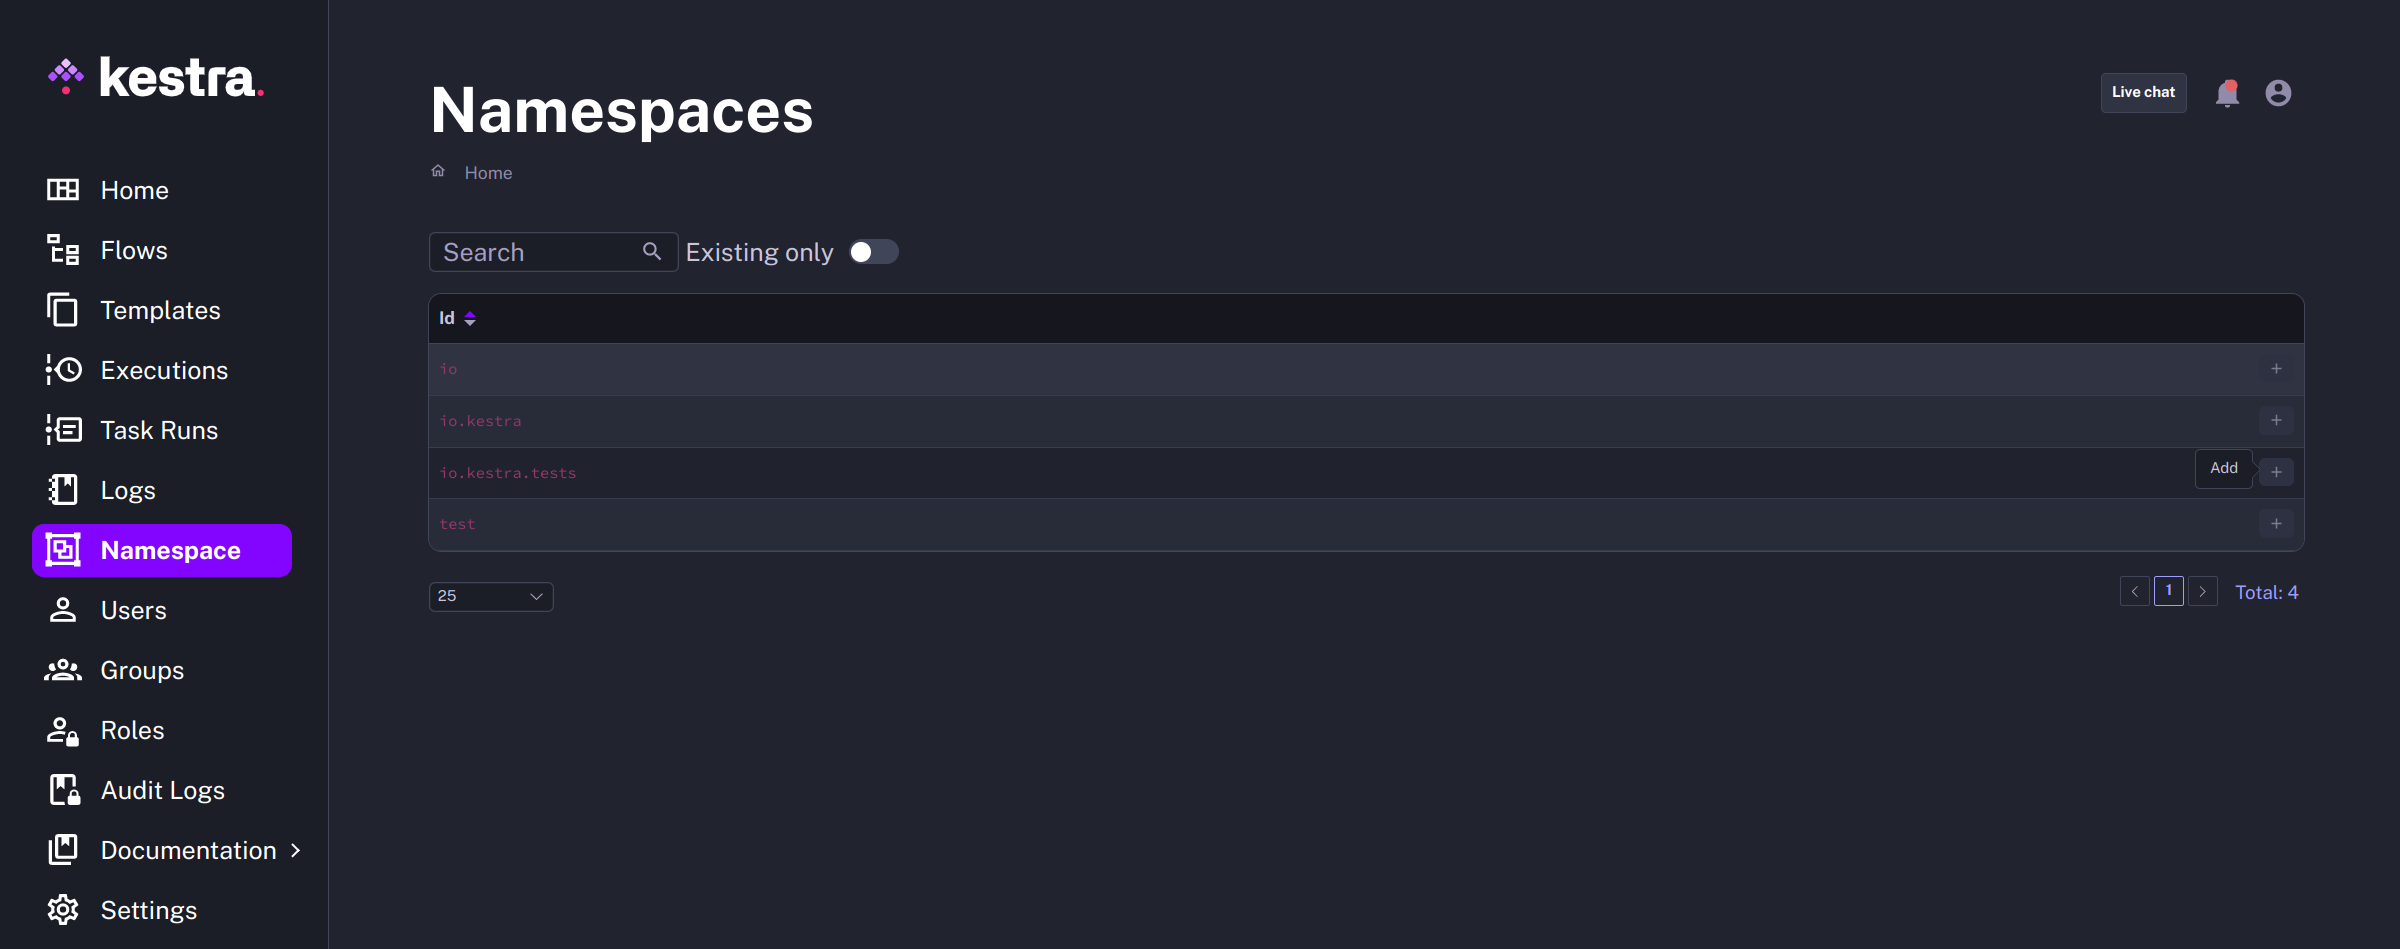 kestra.
Home
Flows
Templates
Executions
Task Runs
Logs
Namespace
Users
Groups
Roles
Audit Logs
Documentation
Settings
Namespaces
Live chat
Home
Search
Existing only
Id
io
io.kestra
io.kestra.tests
Add
test
25
1
Total: 4